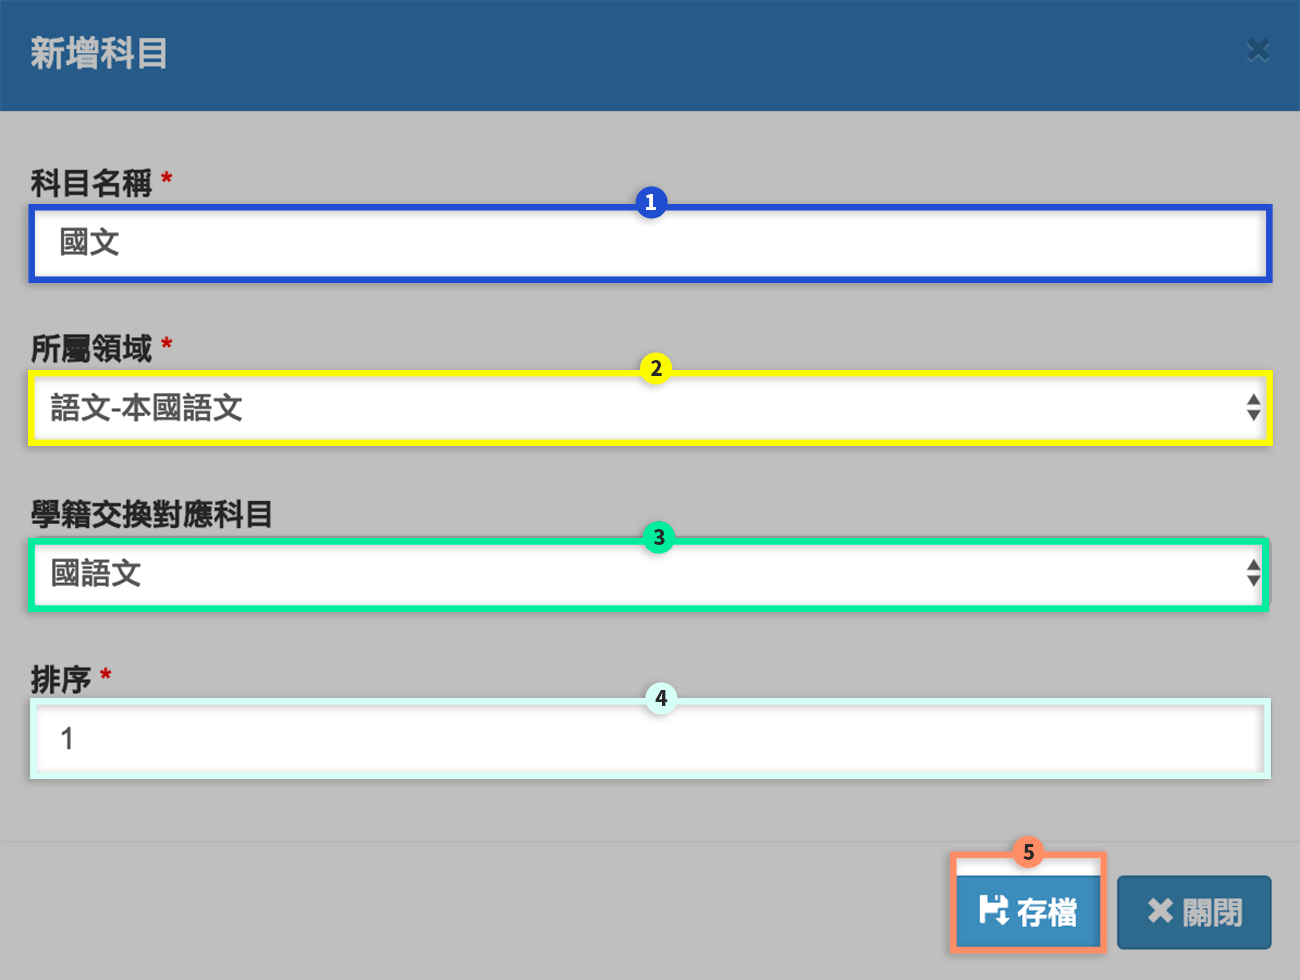 新增科目
科目名稱 *
1
國文
所屬領域 *
2
語文-本國語文
學籍交換對應科目
3
國語文
排序 *
4
1
5
存檔 關閉